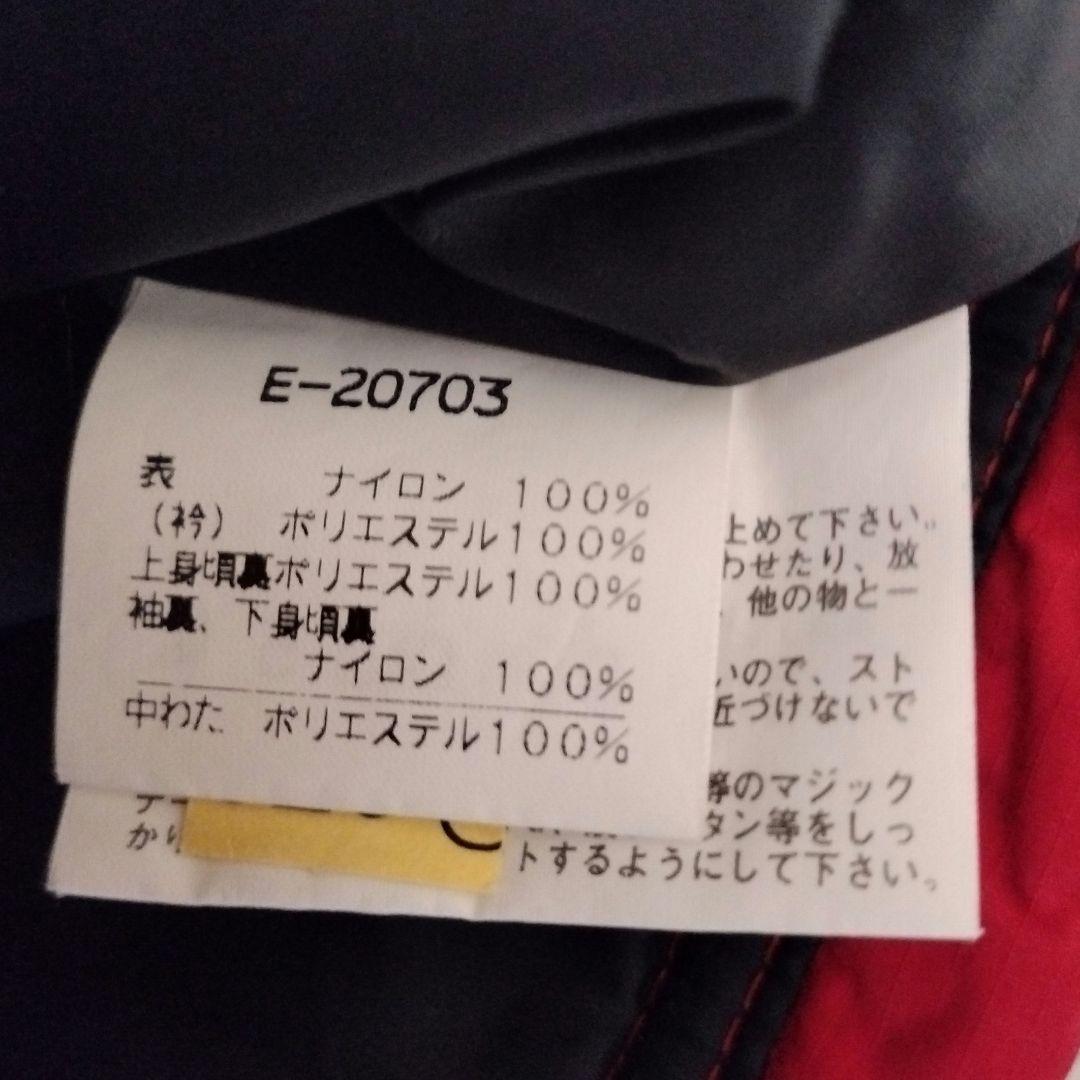 E-20703
表 ナイロン 100%
(衿) ポリエステル100%
上身頃裏ポリエステル100%
袖裏、下身頃裏
ナイロン 100%
中わた ポリエステル100%
止めて下さい。
わせたり、放
他の物と一
いので、スト
近づけないで
等のマジック
タン等をしっ
かり
トするようにして下さい。